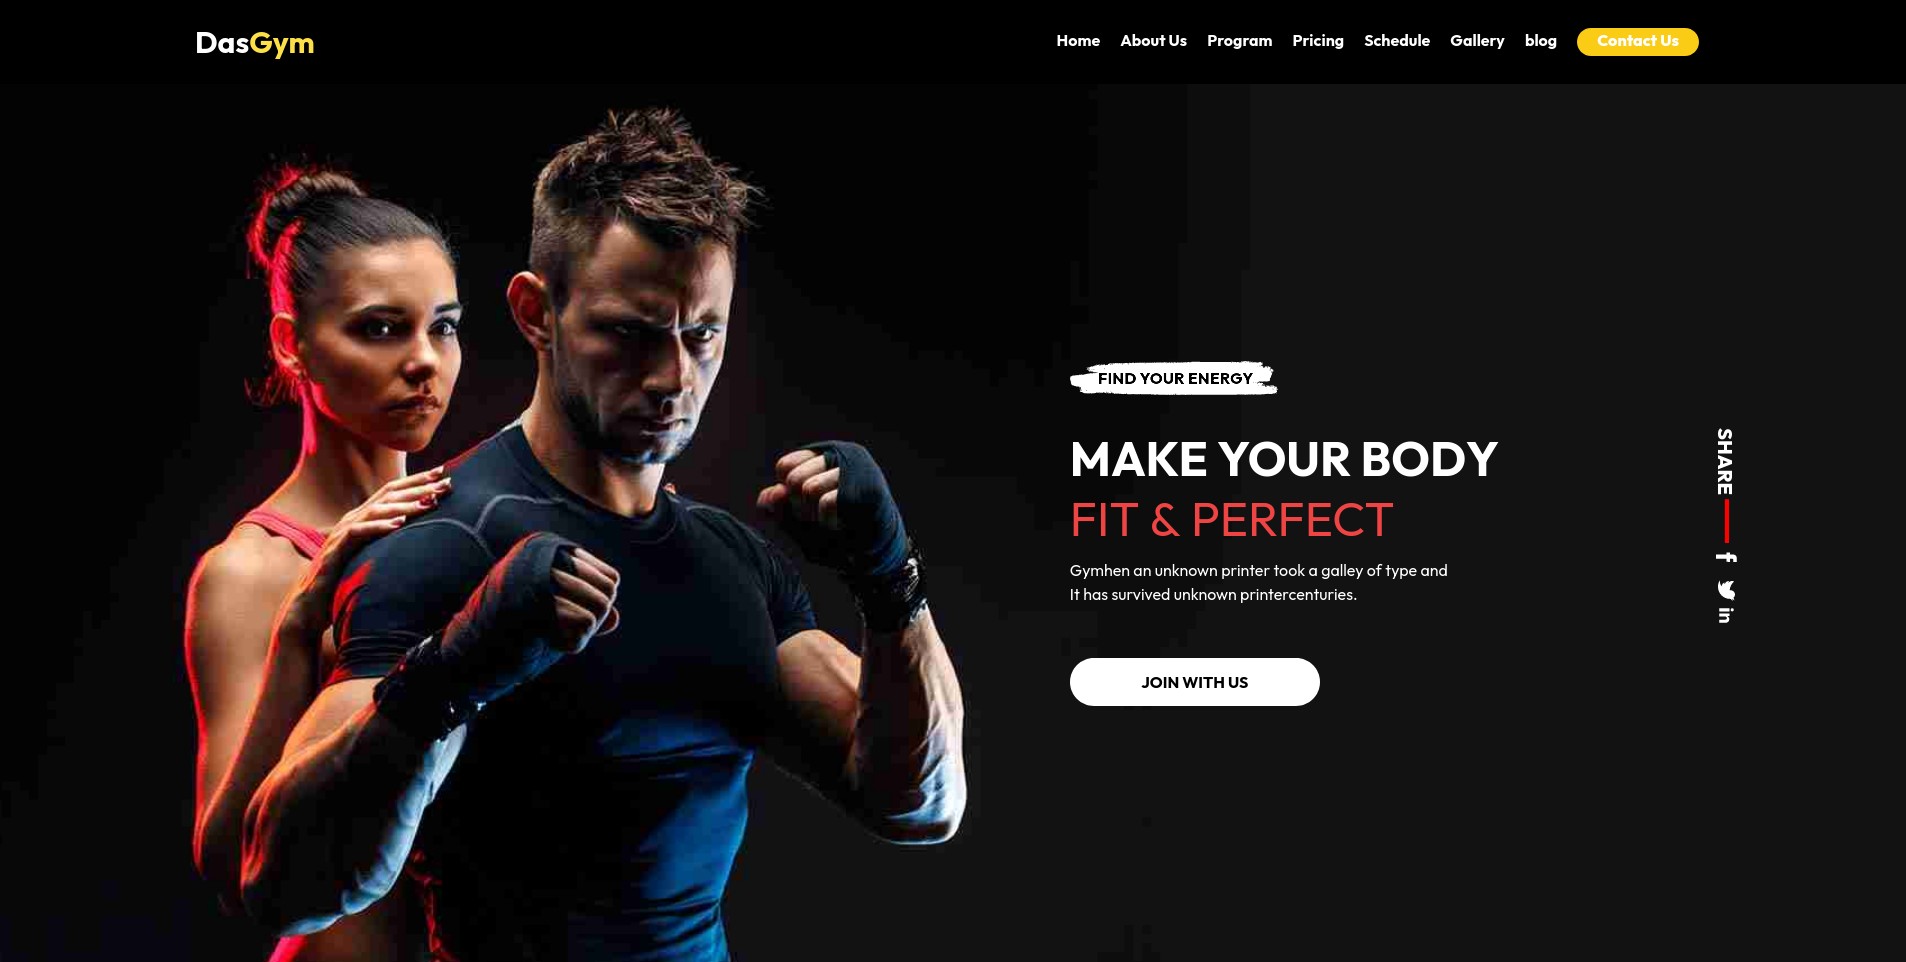 DasGym
Home About Us Program Pricing Schedule Gallery blog Contact Us
FIND YOUR ENERGY
MAKE YOUR BODY
FIT & PERFECT
Gymhen an unknown printer took a galley of type and
It has survived unknown printercenturies.
JOIN WITH US
SHARE